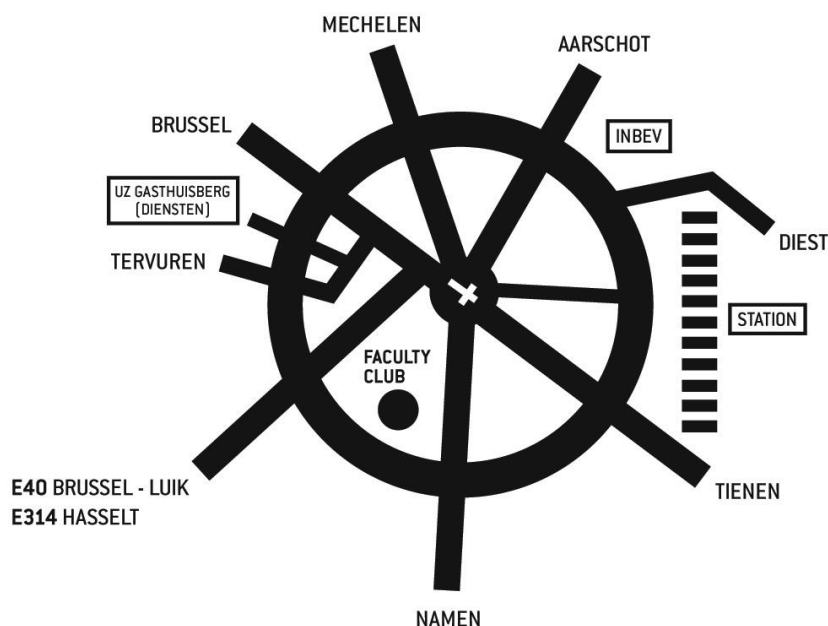 MECHELEN
AARSCHOT
BRUSSEL
INBEV
UZ GASTHUISBERG
(DIENSTEN)
DIEST
TERVUREN
STATION
FACULTY
CLUB
E40 BRUSSEL - LUIK
TIENEN
E314 HASSELT
NAMEN